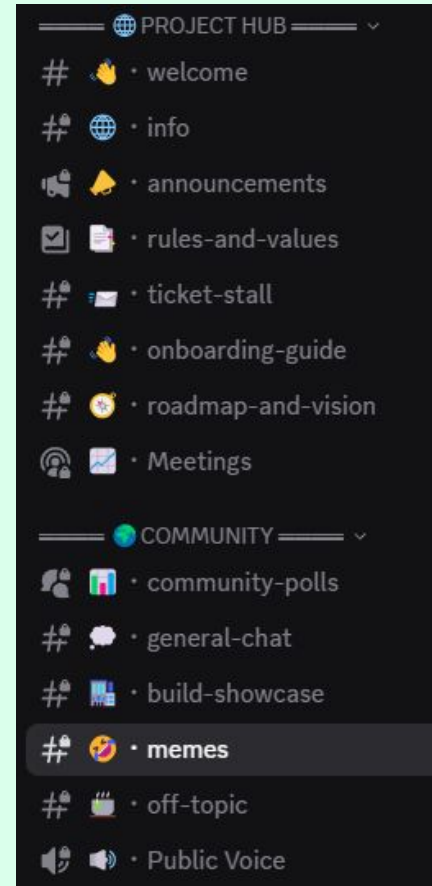 PROJECT HUB
welcome
info
announcements
rules-and-values
ticket-stall
onboarding-guide
roadmap-and-vision
Meetings
COMMUNITY
community-polls
general-chat
build-showcase
memes
off-topic
Public Voice